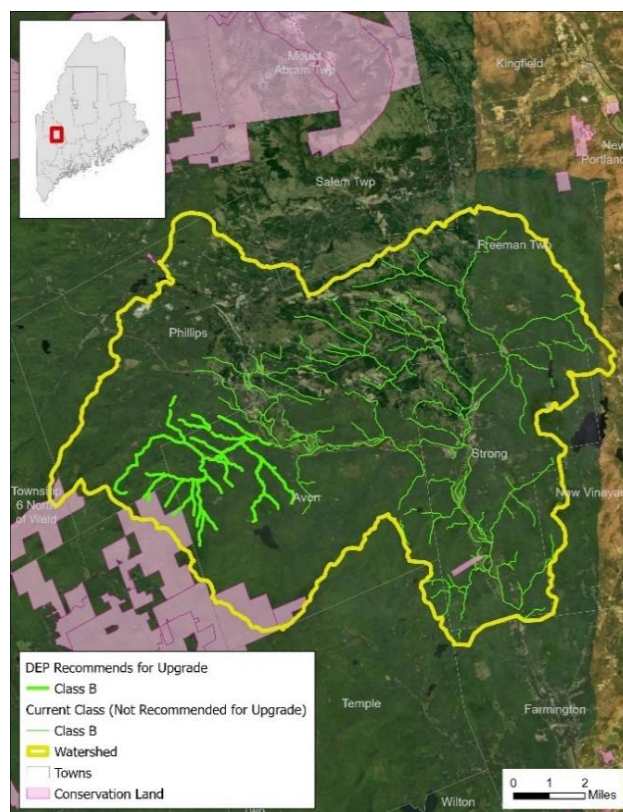 Mount
Abram Twp
Kingfield
New
Portland
Salem Twp
Freeman Twp
Phillips
Strong
Township
6 North
of Weld
Avon
New Vineyard
DEP Recommends for Upgrade
Class B
Current Class (Not Recommended for Upgrade)
Class B
Watershed
Towns
Conservation Land
Temple
Farmington
Wilton
0 1 2
Miles